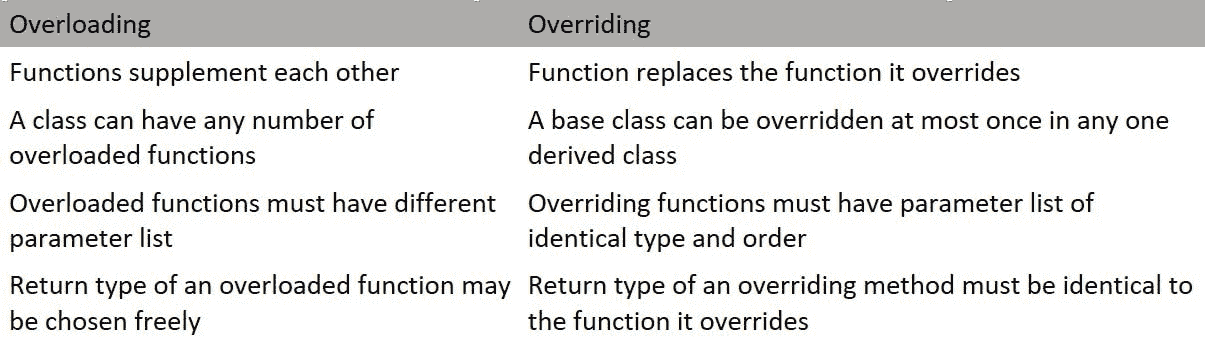 Overloading
Overriding
Functions supplement each other
Function replaces the function it overrides
A class can have any number of
overloaded functions
A base class can be overridden at most once in any one
derived class
Overloaded functions must have different
parameter list
Overriding functions must have parameter list of
identical type and order
Return type of an overloaded function may
be chosen freely
Return type of an overriding method must be identical to
the function it overrides